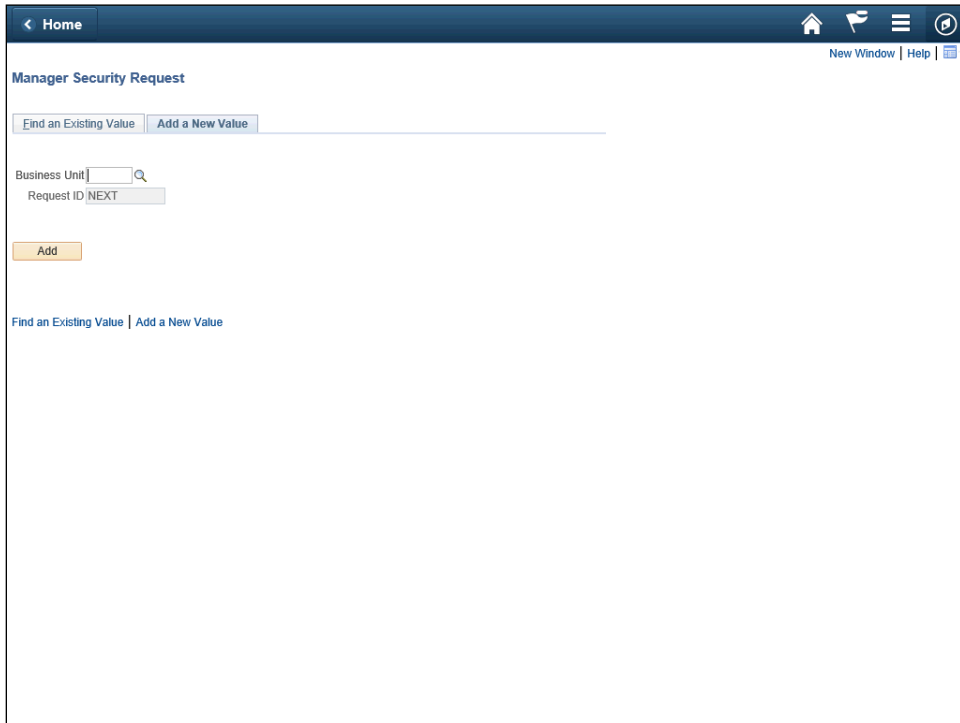 Home
New Window | Help |
Manager Security Request
Find an Existing Value
Add a New Value
Business Unit
Request ID NEXT
Add
Find an Existing Value | Add a New Value